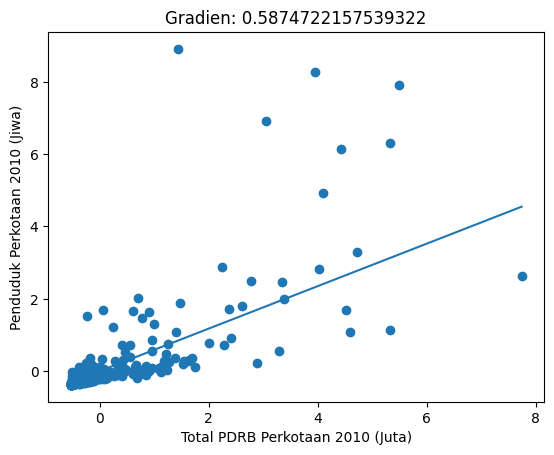 Gradien: 0.5874722157539322
8
6
4
2
0
Penduduk Perkotaan 2010 (Jiwa)
0 2 4 6 8
Total PDRB Perkotaan 2010 (Juta)